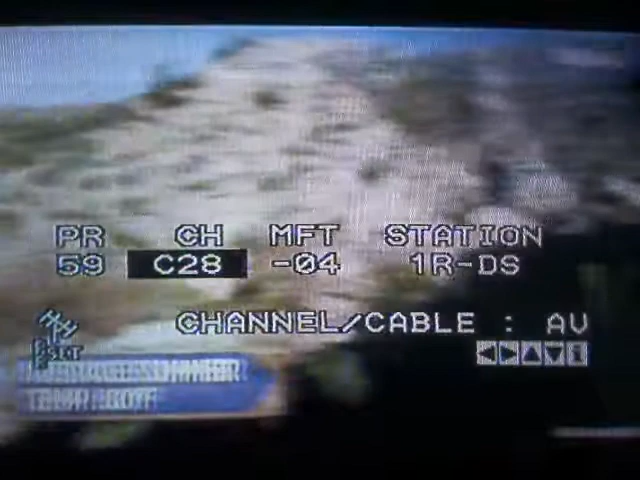 PR CH MFT STATION
59 C28 -04 1R-DS
CHANNEL/CABLE : AV